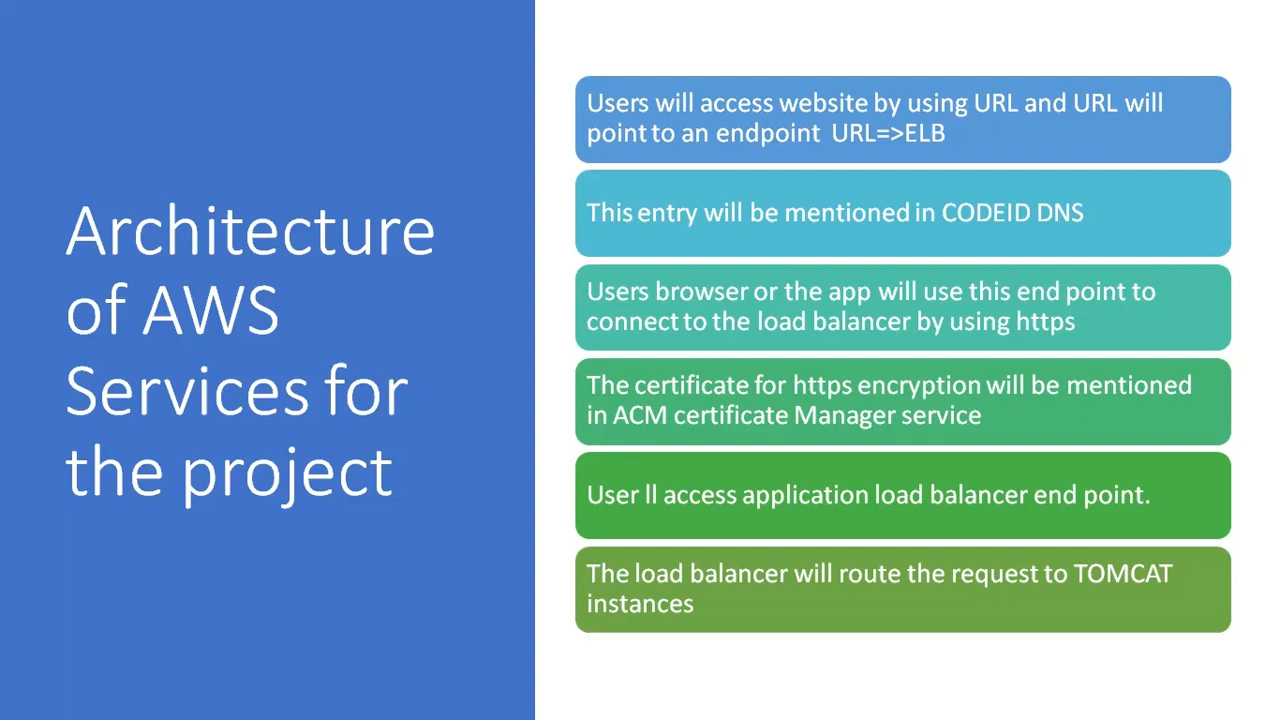 Architecture
of AWS
Services for
the project
Users will access website by using URL and URL will
point to an endpoint URL=>ELB
This entry will be mentioned in CODEID DNS
Users browser or the app will use this end point to
connect to the load balancer by using https
The certificate for https encryption will be mentioned
in ACM certificate Manager service
User ll access application load balancer end point.
The load balancer will route the request to TOMCAT
instances